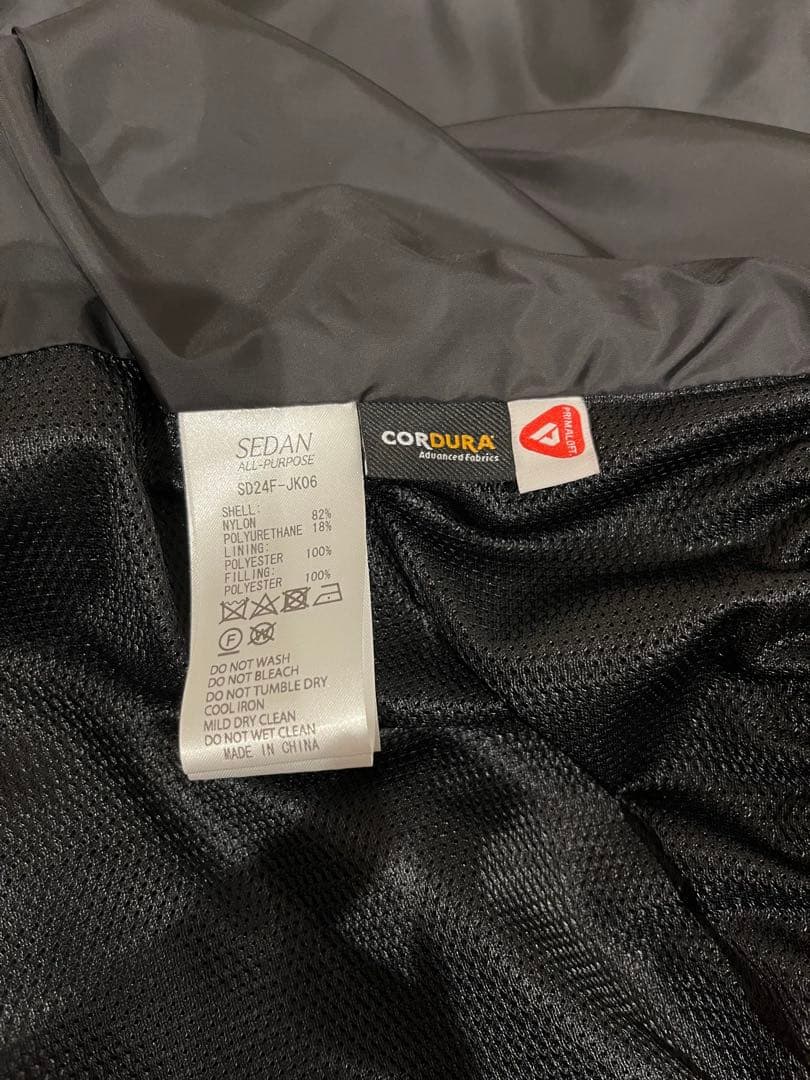 SEDAN
ALL-PURPOSE
SD24F-JK06
SHELL:
NYLON 82%
POLYURETHANE 18%
LINING:
POLYESTER 100%
FILLING:
POLYESTER 100%
F
W
DO NOT WASH
DO NOT BLEACH
DO NOT TUMBLE DRY
COOL IRON
MILD DRY CLEAN
DO NOT WET CLEAN
MADE IN CHINA
CORDURA
Advanced Fabrics
PRIMALOFT